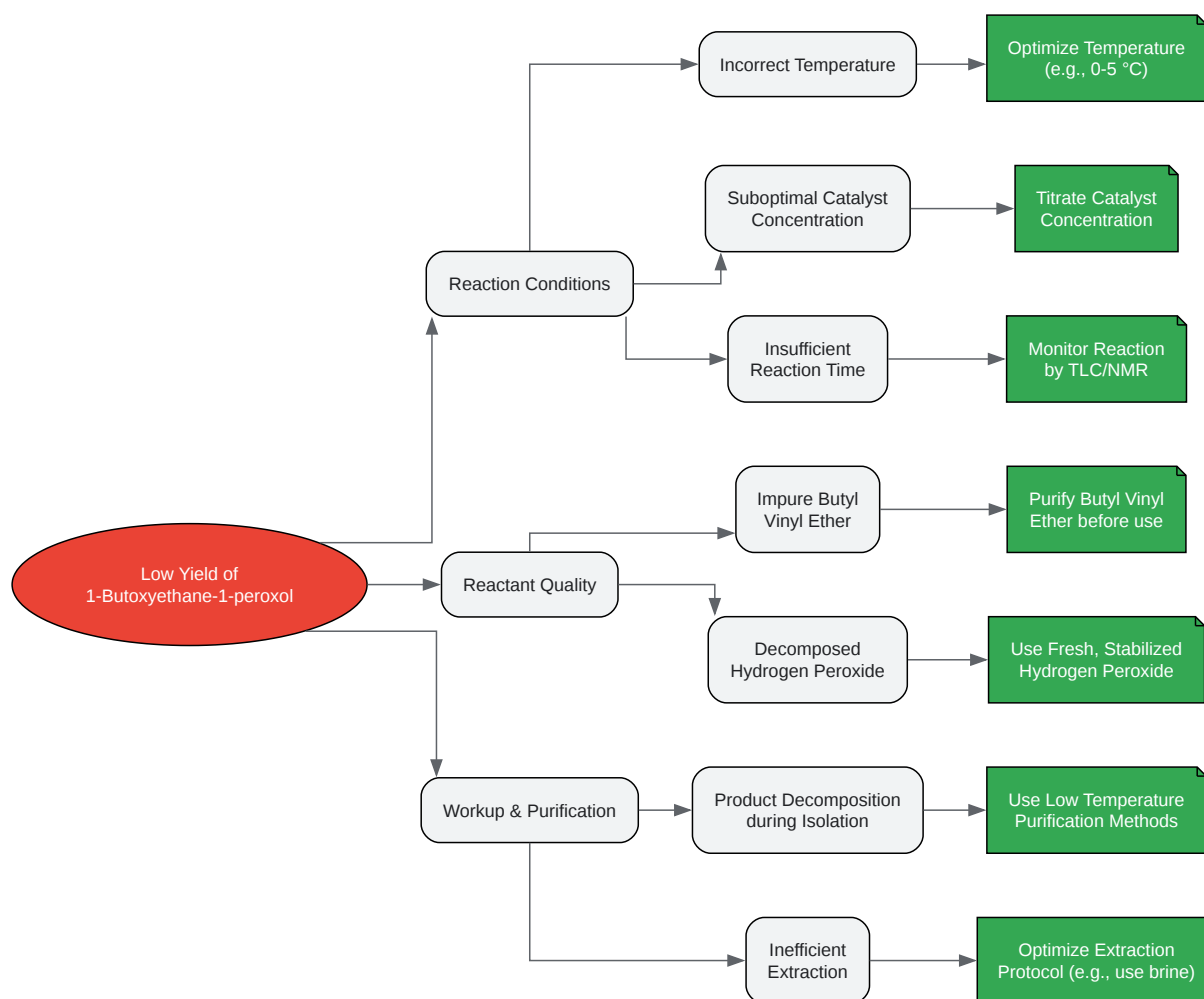 Incorrect Temperature
Optimize Temperature
(e.g., 0-5 °C)
Suboptimal Catalyst
Concentration
Titrate Catalyst
Concentration
Reaction Conditions
Insufficient
Reaction Time
Monitor Reaction
by TLC/NMR
Impure Butyl
Vinyl Ether
Purify Butyl Vinyl
Ether before use
Low Yield of
1-Butoxyethane-1-peroxol
Reactant Quality
Decomposed
Hydrogen Peroxide
Use Fresh, Stabilized
Hydrogen Peroxide
Workup & Purification
Product Decomposition
during Isolation
Use Low Temperature
Purification Methods
Inefficient
Extraction
Optimize Extraction
Protocol (e.g., use brine)